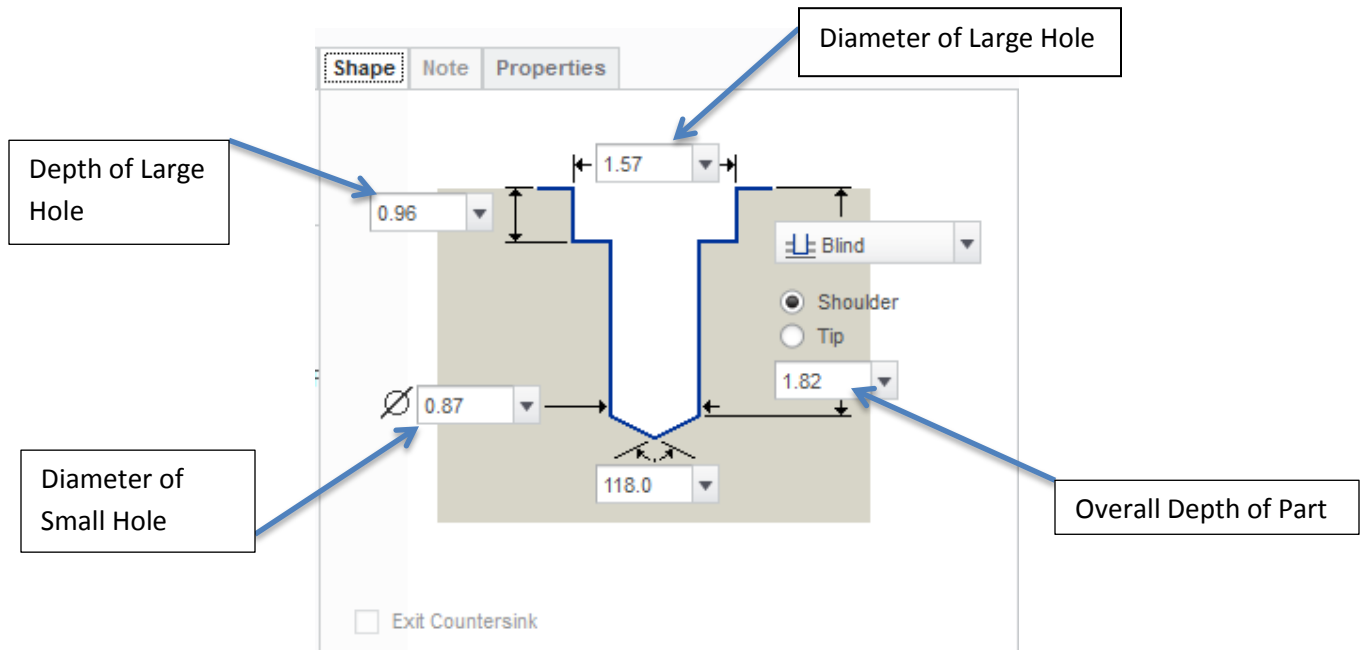 Diameter of Large Hole
Shape Note Properties
Depth of Large
Hole
1.57
0.96
Blind
Shoulder
Tip
1.82
Ø 0.87
118.0
Diameter of
Small Hole
Overall Depth of Part
Exit Countersink